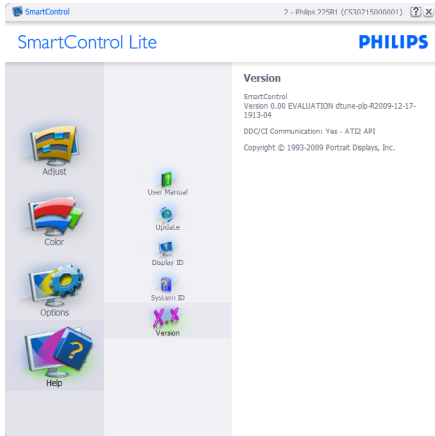 SmartControl
2 - Philips 225B1 (CS30715000001)
SmartControl Lite
PHILIPS
Adjust
Color
Options
Help
User Manual
Update
Display ID
System ID
X.X
Version
Version
SmartControl
Version 0.00 EVALUATION dtune-plp-R2009-12-17-
1913-04
DDC/CI Communication: Yes - ATI2 API
Copyright © 1993-2009 Portrait Displays, Inc.